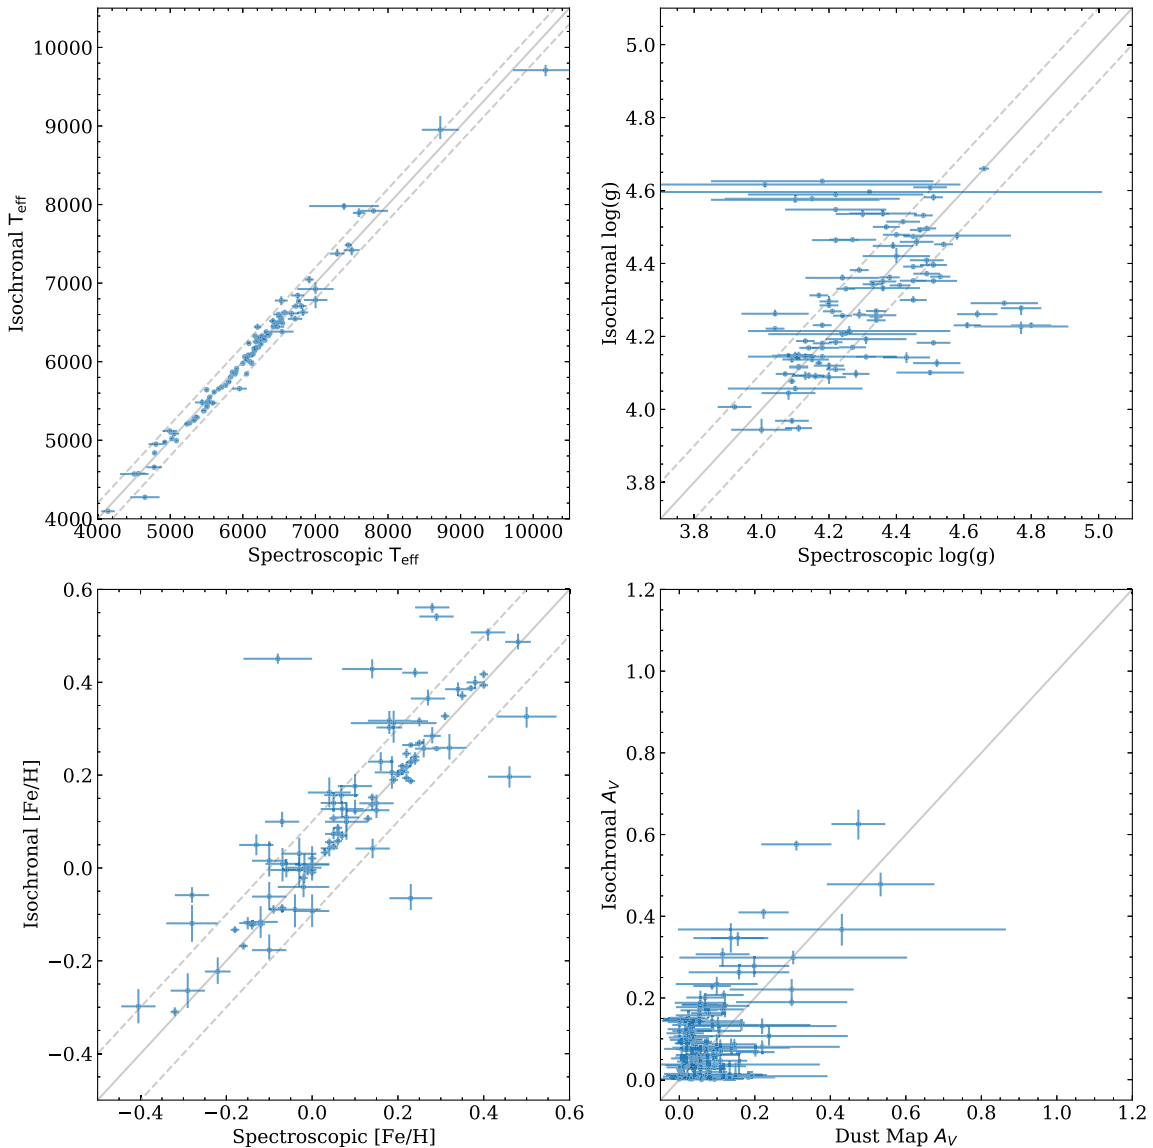 10000
9000
8000
7000
6000
5000
4000
Isochronal T_eff
4000 5000 6000 7000 8000 9000 10000
Spectroscopic T_eff
5.0
4.8
4.6
4.4
4.2
4.0
3.8
Isochronal log(g)
4.0 4.2 4.4 4.6 4.8 5.0
Spectroscopic log(g)
0.6
0.4
0.2
0.0
−0.2
−0.4
Isochronal [Fe/H]
−0.4 −0.2 0.0 0.2 0.4 0.6
Spectroscopic [Fe/H]
1.2
1.0
0.8
0.6
0.4
0.2
0.0
Isochronal A_V
0.0 0.2 0.4 0.6 0.8 1.0 1.2
Dust Map A_V